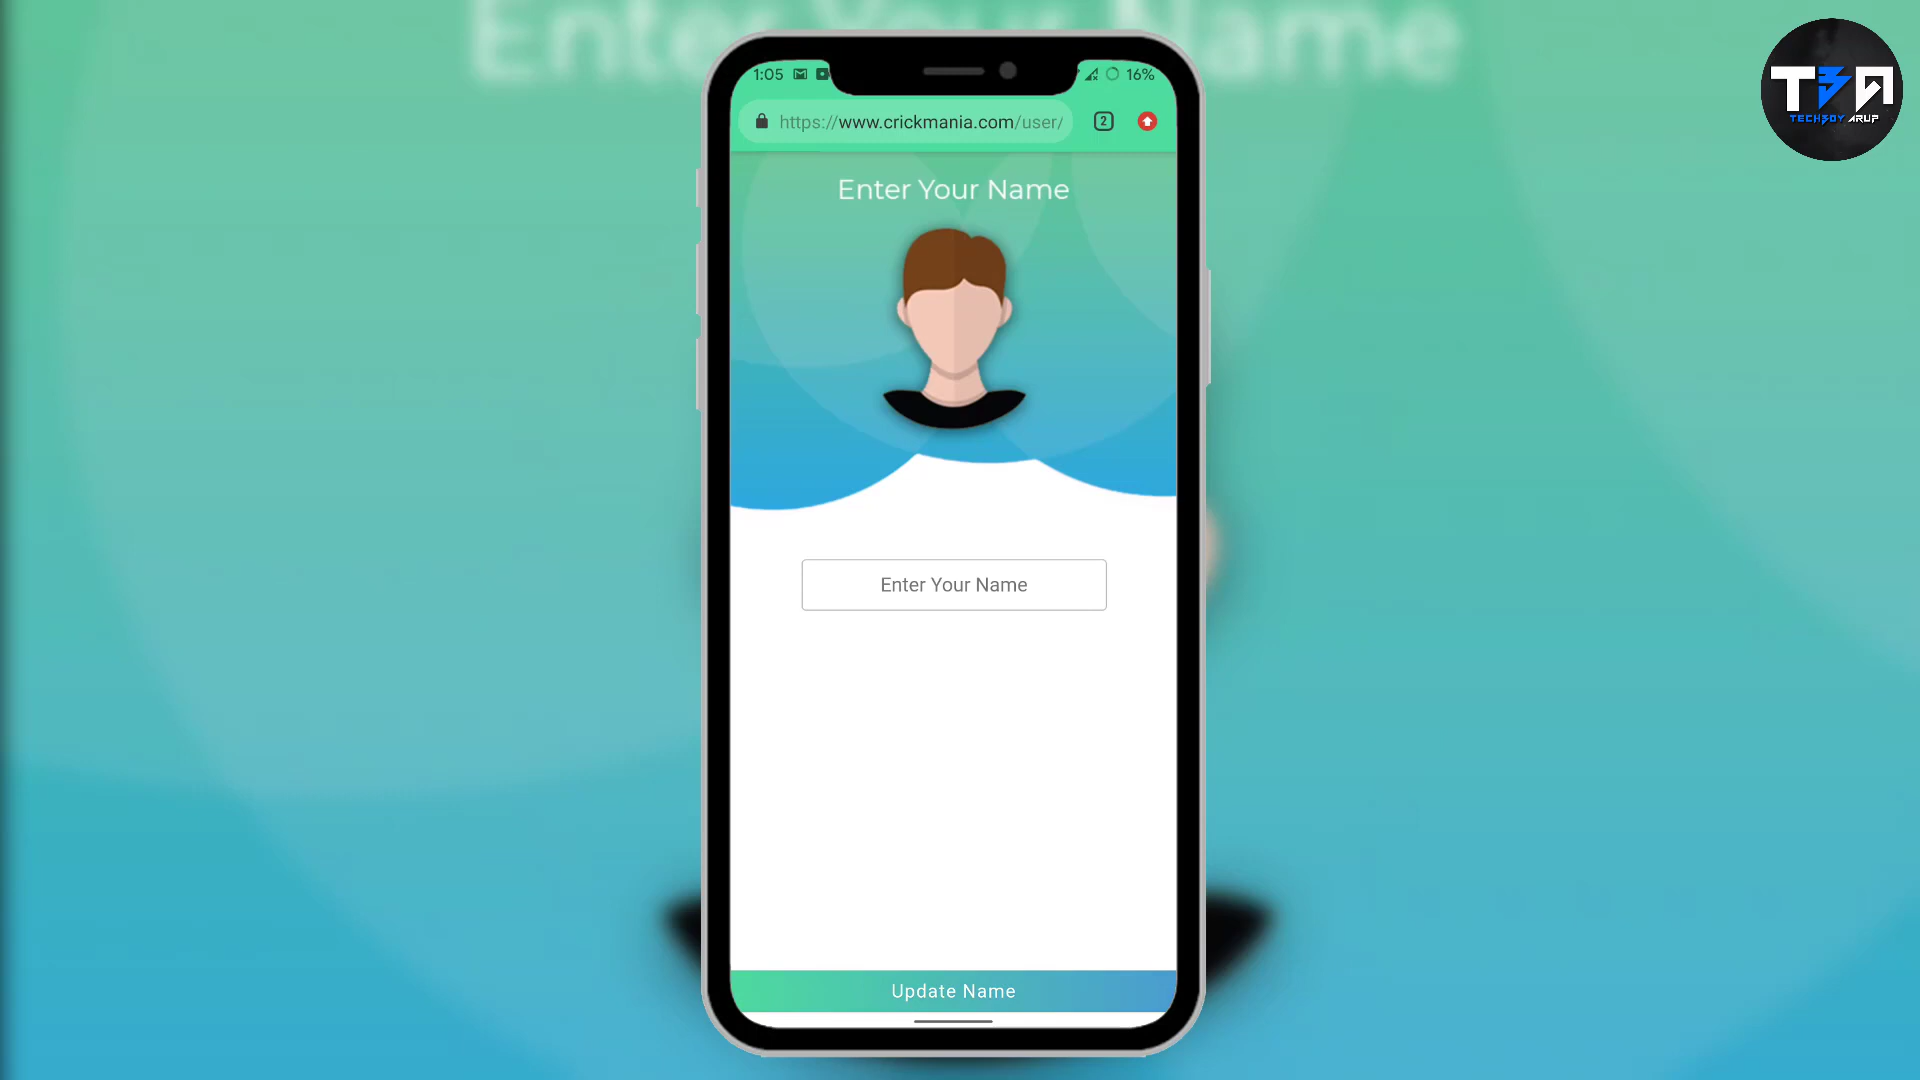 Enter Your Name
1:05
16%
https://www.crickmania.com/user/
2
Enter Your Name
Enter Your Name
Update Name
TBA
TECHBOY ARUP